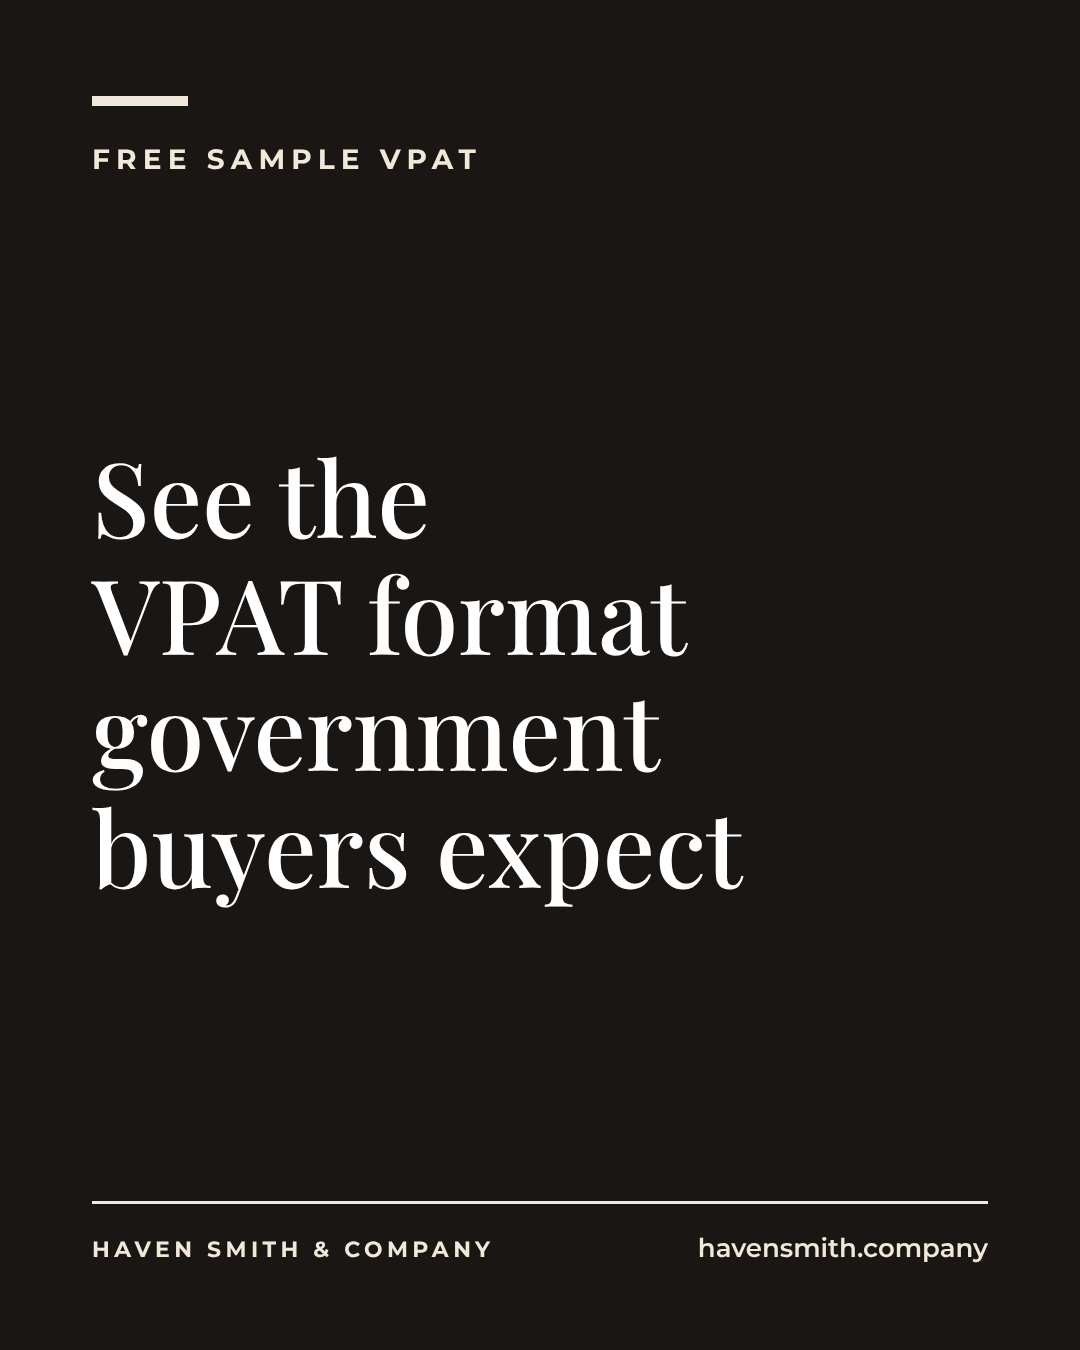 FREE SAMPLE VPAT
See the
VPAT format
government
buyers expect
HAVEN SMITH & COMPANY
havensmith.company